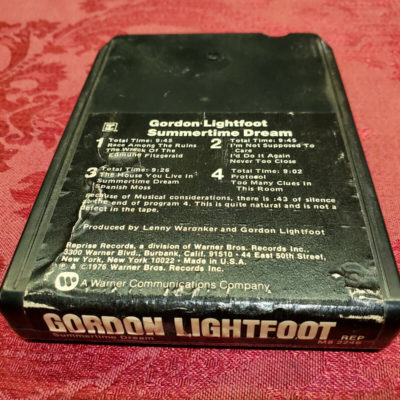 Gordon Lightfoot
Summertime Dream
1 Total Time: 9:45
Race Among The Ruins
The Wreck Of The
Edmund Fitzgerald
2 Total Time: 9:45
I'm Not Supposed To
Care
I'd Do It Again
Never Too Close
3 Total Time: 9:26
The House You Live In
Summertime Dream
Spanish Moss
4 Total Time: 9:02
Protocol
Too Many Clues In
This Room
Because of Musical considerations, there is :43 of silence
at the end of program 4. This is quite natural and is not a
defect in the tape.
Produced by Lenny Waronker and Gordon Lightfoot
Reprise Records, a division of Warner Bros. Records Inc.
3300 Warner Blvd., Burbank, Calif. 91510 • 44 East 50th Street,
New York, New York 10022 • Made in U.S.A.
℗ © 1976 Warner Bros. Records Inc.
A Warner Communications Company
GORDON LIGHTFOOT
Summertime Dream
REP
M8 2246